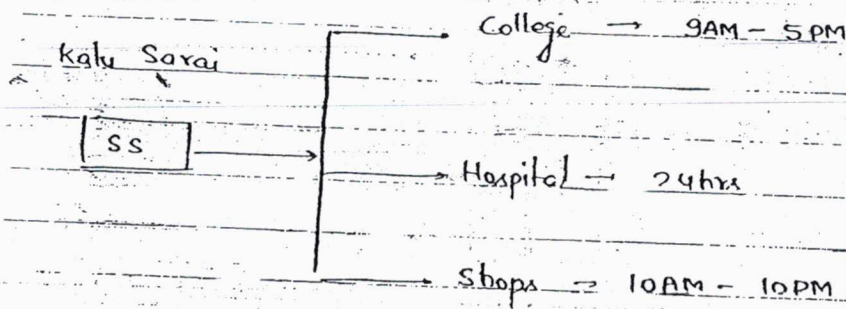 College → 9AM - 5PM
Kalu Sarai
SS
Hospital → 24hrs
Shops = 10AM - 10PM